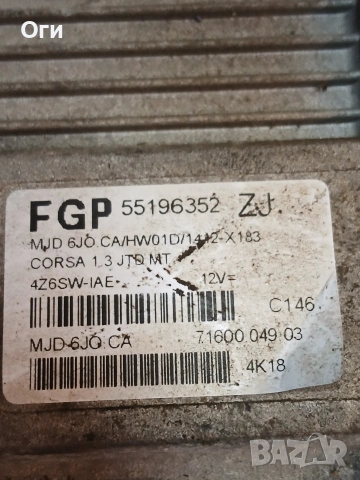 Оги
FGP 55196352 ZJ.
MJD 6JO.CA/HW01D/1412-X183
CORSA 1.3 JTD MT
4Z6SW-IAE 12V=
C146
MJD 6JO.CA 71600.049.03
4K18
BAZAR